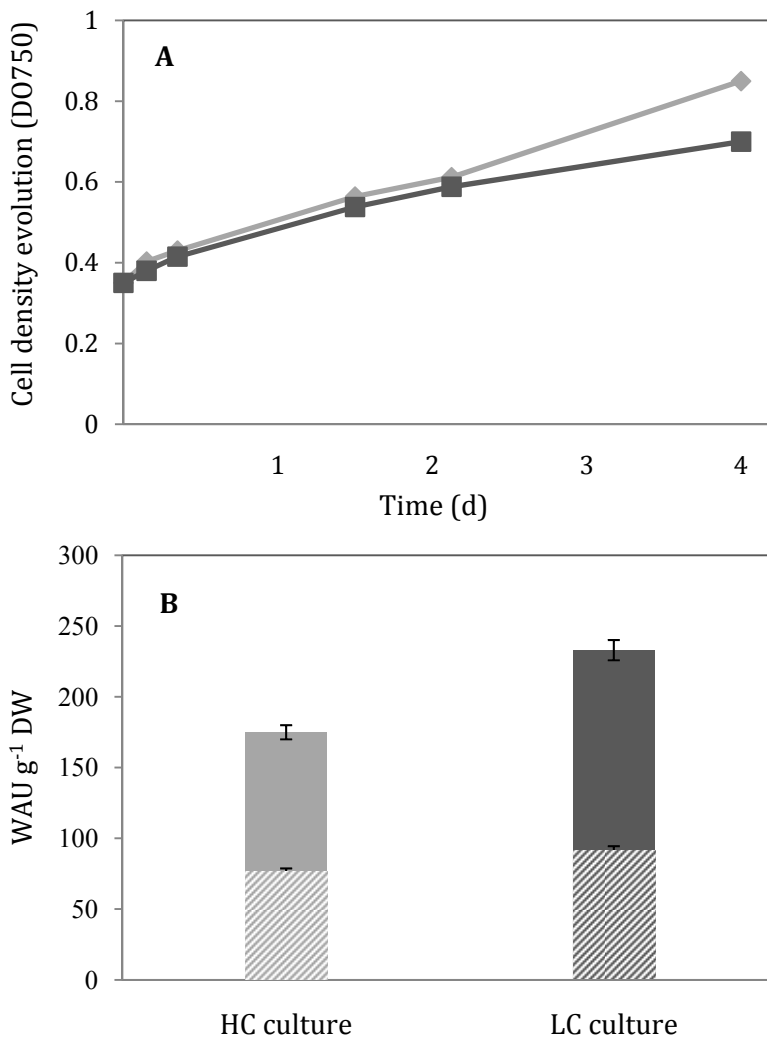 1
A
0.8
0.6
0.4
0.2
0
Cell density evolution (DO750)
1 2 3 4
Time (d)
300
B
250
200
150
100
50
0
WAU g⁻¹ DW
HC culture LC culture